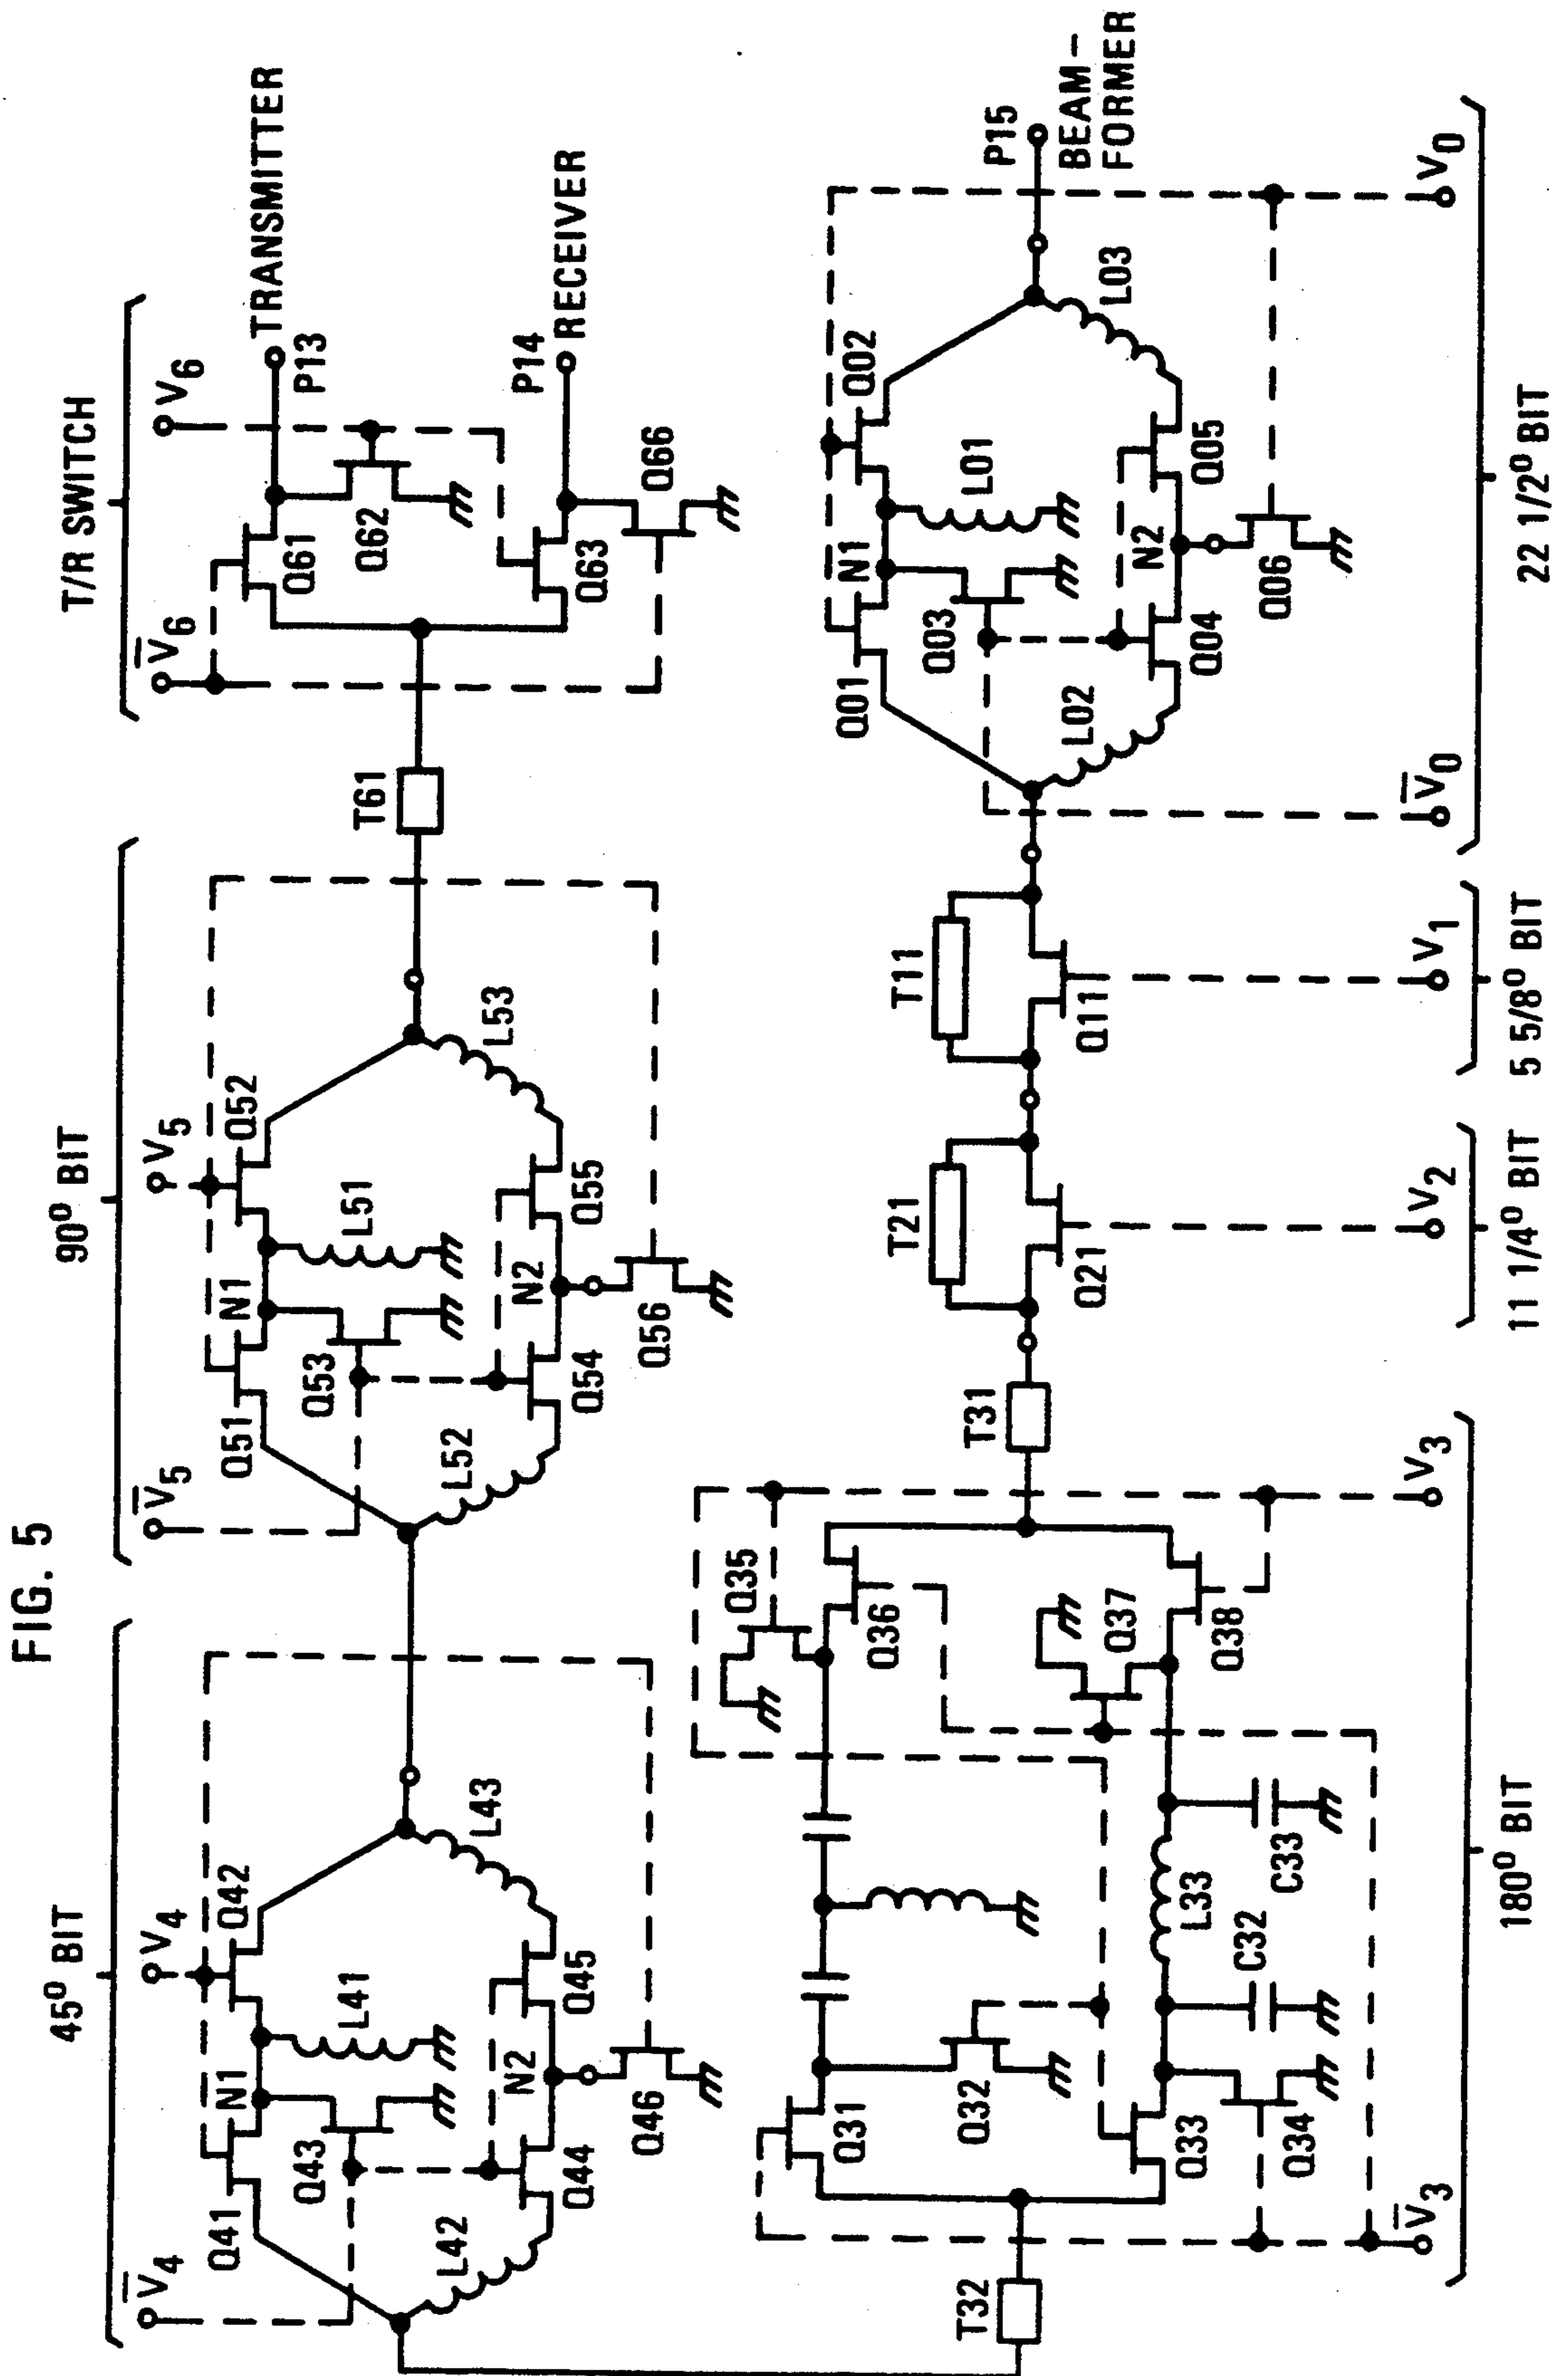 FIG. 5
45° BIT
90° BIT
T/R SWITCH
V̅4
V4
V̅5
V5
V̅6
V6
TRANSMITTER
P13
RECEIVER
P14
Q41
N1
Q42
Q43
L41
L42
L43
Q44
N2
Q45
Q46
Q51
N1
Q52
Q53
L51
L52
L53
Q54
N2
Q55
Q56
T61
Q61
Q62
Q63
Q66
T32
Q31
Q32
Q33
Q34
C32
L33
C33
Q35
Q36
Q37
Q38
T31
T21
Q21
T11
Q11
Q01
N1
Q02
Q03
L01
L02
L03
Q04
N2
Q05
Q06
P15
BEAM-
FORMER
V̅3
V3
V2
V1
V̅0
V0
180° BIT
11 1/4° BIT
5 5/8° BIT
22 1/2° BIT